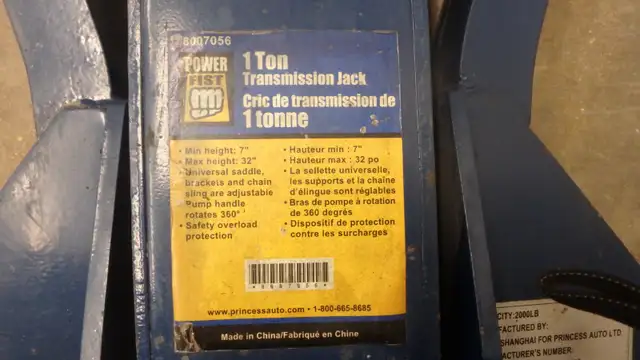 8007056
POWER
FIST
1 Ton
Transmission Jack
Cric de transmission de
1 tonne
• Min height: 7"
• Max height: 32"
• Universal saddle,
brackets and chain
sling are adjustable
Pump handle
rotates 360°
• Safety overload
protection
• Hauteur min : 7"
• Hauteur max : 32 po
• La sellette universelle,
les supports et la chaîne
d'élingue sont réglables
• Bras de pompe à rotation
de 360 degrés
• Dispositif de protection
contre les surcharges
www.princessauto.com • 1-800-665-8685
Made in China/Fabriqué en Chine
CITY:2000LB
FACTURED BY:
SHANGHAI FOR PRINCESS AUTO LTD.
FACTURER'S NUMBER: